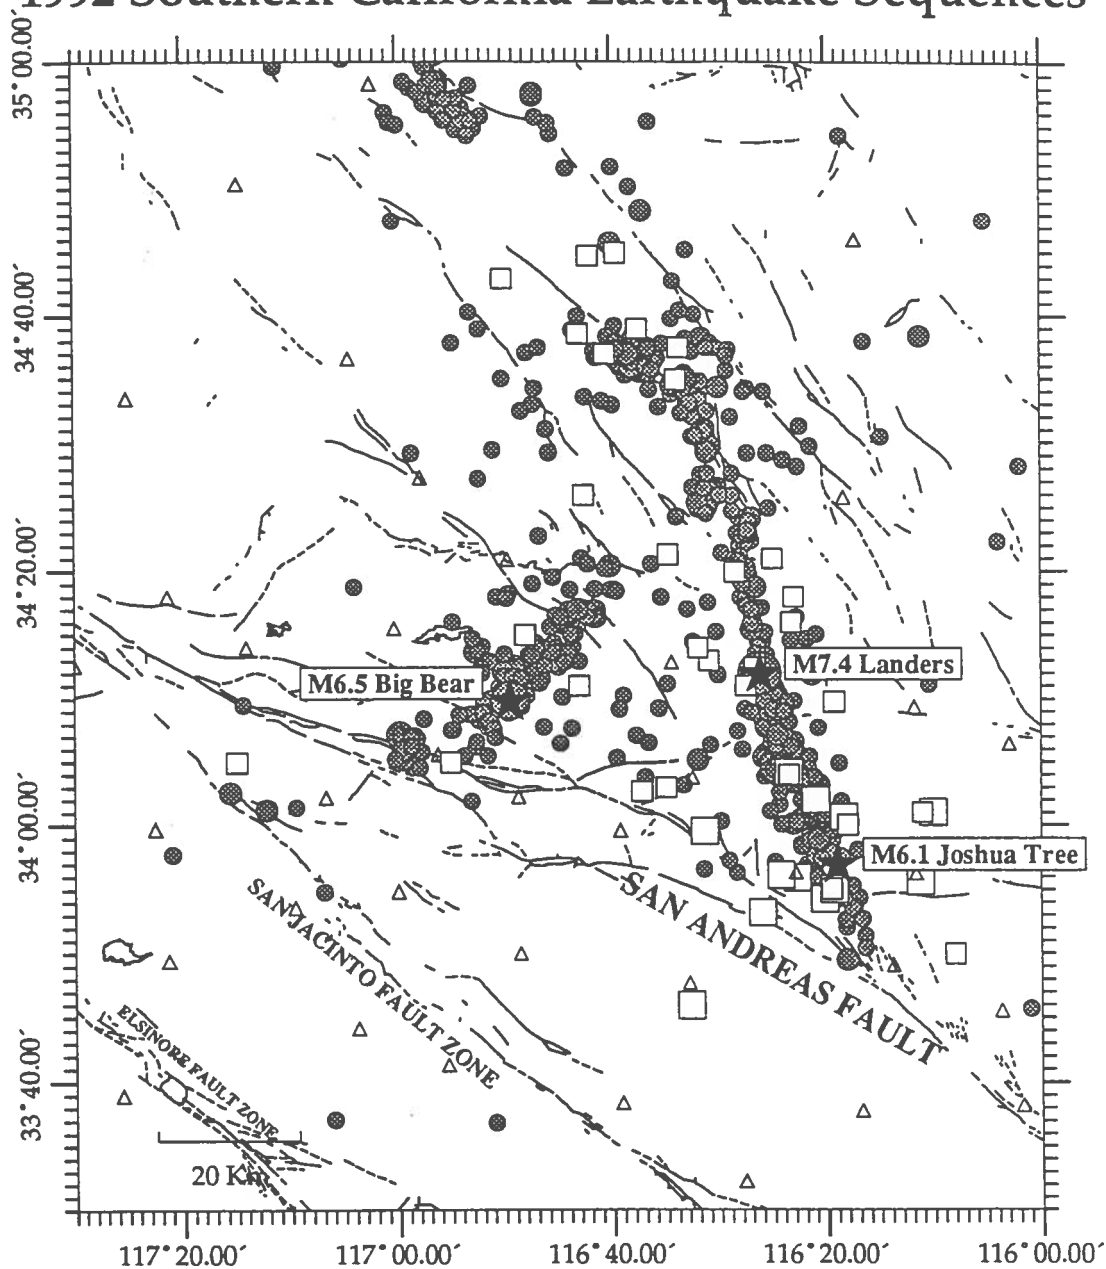 1992 Southern California Earthquake Sequences
35° 00.00´
34° 40.00´
34° 20.00´
34° 00.00´
33° 40.00´
M7.4 Landers
M6.5 Big Bear
M6.1 Joshua Tree
SAN ANDREAS FAULT
SAN JACINTO FAULT ZONE
ELSINORE FAULT ZONE
20 Km
117° 20.00´
117° 00.00´
116° 40.00´
116° 20.00´
116° 00.00´